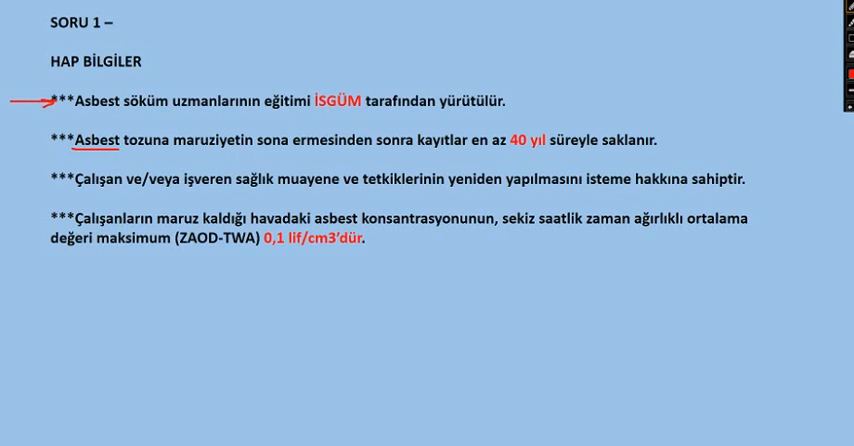 SORU 1 –
HAP BİLGİLER
***Asbest söküm uzmanlarının eğitimi İSGÜM tarafından yürütülür.
***Asbest tozuna maruziyetin sona ermesinden sonra kayıtlar en az 40 yıl süreyle saklanır.
***Çalışan ve/veya işveren sağlık muayene ve tetkiklerinin yeniden yapılmasını isteme hakkına sahiptir.
***Çalışanların maruz kaldığı havadaki asbest konsantrasyonunun, sekiz saatlik zaman ağırlıklı ortalama
değeri maksimum (ZAOD-TWA) 0,1 lif/cm3’dür.